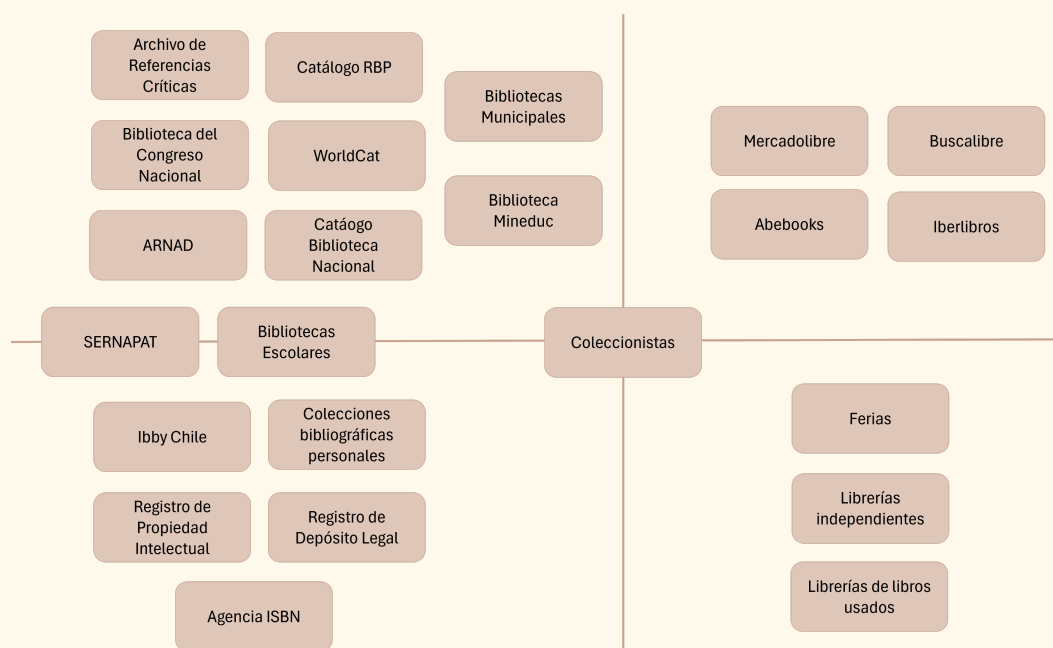 Archivo de
Referencias
Críticas
Catálogo RBP
Bibliotecas
Municipales
Biblioteca del
Congreso
Nacional
WorldCat
Biblioteca
Mineduc
ARNAD
Catáogo
Biblioteca
Nacional
Mercadolibre
Buscalibre
Abebooks
Iberlibros
SERNAPAT
Bibliotecas
Escolares
Coleccionistas
Ibby Chile
Colecciones
bibliográficas
personales
Registro de
Propiedad
Intelectual
Registro de
Depósito Legal
Agencia ISBN
Ferias
Librerías
independientes
Librerías de libros
usados